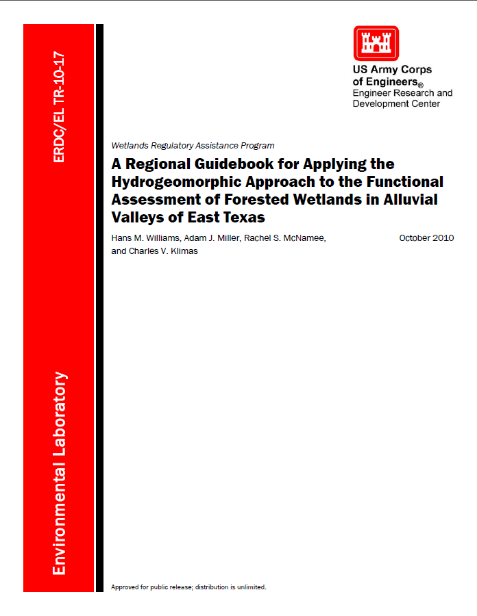 ERDC/EL TR-10-17
US Army Corps
of Engineers®
Engineer Research and
Development Center
Wetlands Regulatory Assistance Program
A Regional Guidebook for Applying the
Hydrogeomorphic Approach to the Functional
Assessment of Forested Wetlands in Alluvial
Valleys of East Texas
Hans M. Williams, Adam J. Miller, Rachel S. McNamee,
and Charles V. Klimas
October 2010
Environmental Laboratory
Approved for public release; distribution is unlimited.